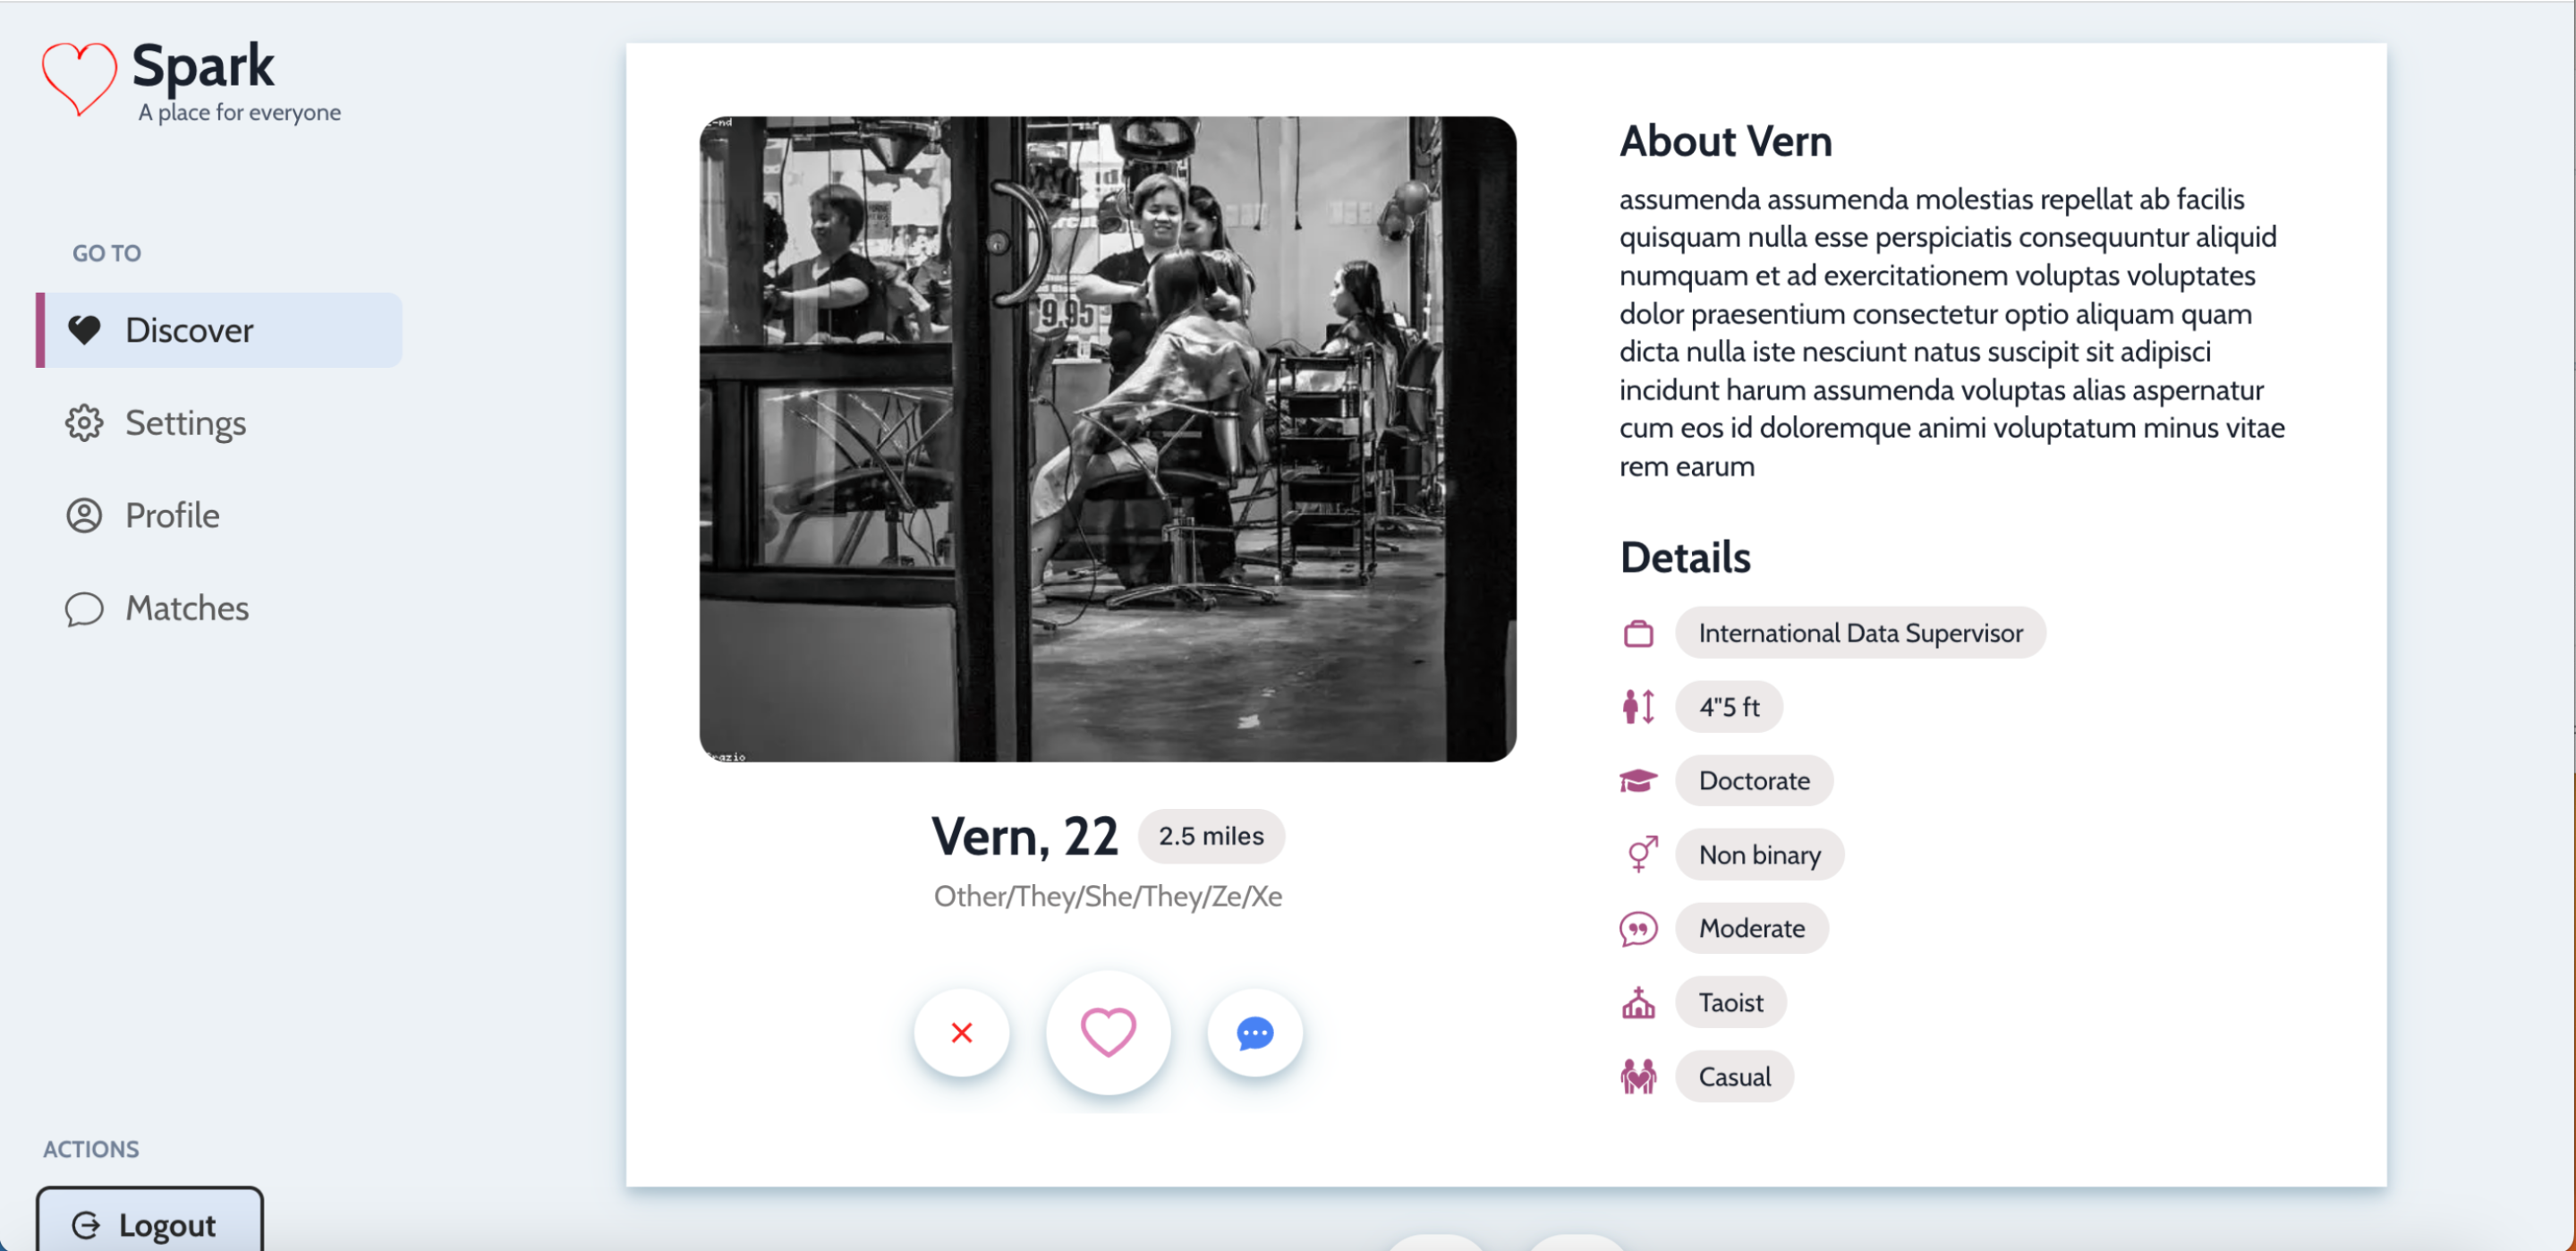 Spark
A place for everyone
GO TO
Discover
Settings
Profile
Matches
ACTIONS
Logout
-nd
9.95
Vern, 22
2.5 miles
Other/They/She/They/Ze/Xe
About Vern
assumenda assumenda molestias repellat ab facilis
quisquam nulla esse perspiciatis consequuntur aliquid
numquam et ad exercitationem voluptas voluptates
dolor praesentium consectetur optio aliquam quam
dicta nulla iste nesciunt natus suscipit sit adipisci
incidunt harum assumenda voluptas alias aspernatur
cum eos id doloremque animi voluptatum minus vitae
rem earum
Details
International Data Supervisor
4"5 ft
Doctorate
Non binary
Moderate
Taoist
Casual